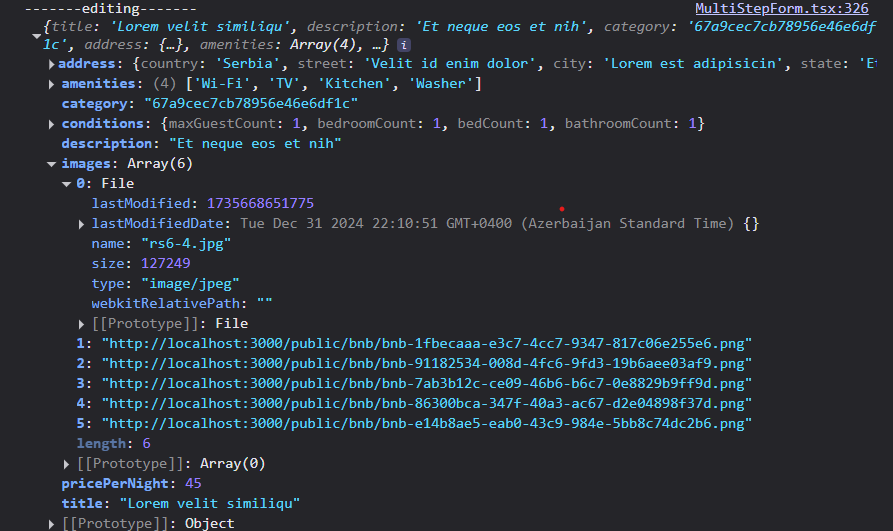 -------editing------- MultiStepForm.tsx:326
{title: 'Lorem velit similiqu', description: 'Et neque eos et nih', category: '67a9cec7cb78956e46e6df
1c', address: {…}, amenities: Array(4), …} i
address: {country: 'Serbia', street: 'Velit id enim dolor', city: 'Lorem est adipisicin', state: 'Et
amenities: (4) ['Wi-Fi', 'TV', 'Kitchen', 'Washer']
category: "67a9cec7cb78956e46e6df1c"
conditions: {maxGuestCount: 1, bedroomCount: 1, bedCount: 1, bathroomCount: 1}
description: "Et neque eos et nih"
images: Array(6)
0: File
lastModified: 1735668651775
lastModifiedDate: Tue Dec 31 2024 22:10:51 GMT+0400 (Azerbaijan Standard Time) {}
name: "rs6-4.jpg"
size: 127249
type: "image/jpeg"
webkitRelativePath: ""
[[Prototype]]: File
1: "http://localhost:3000/public/bnb/bnb-1fbecaaa-e3c7-4cc7-9347-817c06e255e6.png"
2: "http://localhost:3000/public/bnb/bnb-91182534-008d-4fc6-9fd3-19b6aee03af9.png"
3: "http://localhost:3000/public/bnb/bnb-7ab3b12c-ce09-46b6-b6c7-0e8829b9ff9d.png"
4: "http://localhost:3000/public/bnb/bnb-86300bca-347f-40a3-ac67-d2e04898f37d.png"
5: "http://localhost:3000/public/bnb/bnb-e14b8ae5-eab0-43c9-984e-5bb8c74dc2b6.png"
length: 6
[[Prototype]]: Array(0)
pricePerNight: 45
title: "Lorem velit similiqu"
[[Prototype]]: Object